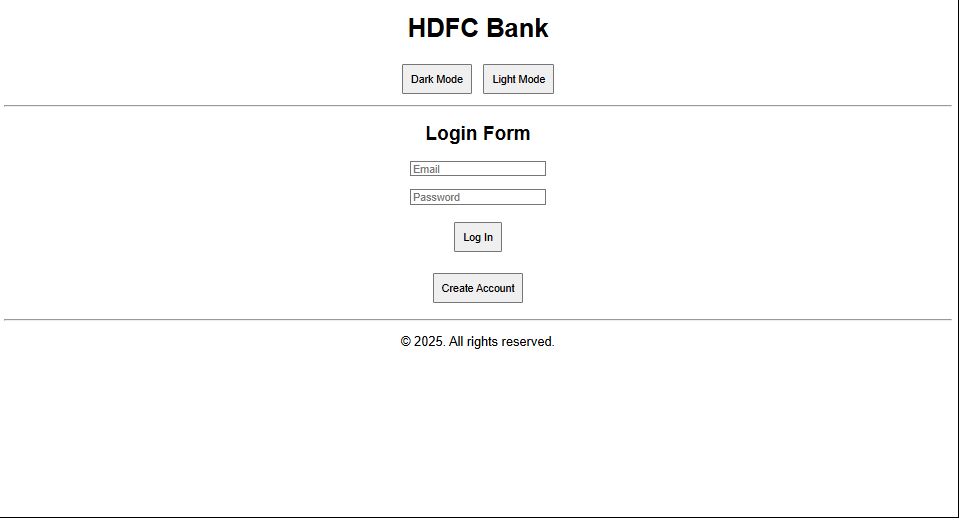 HDFC Bank
Dark Mode Light Mode
Login Form
Email
Password
Log In
Create Account
© 2025. All rights reserved.